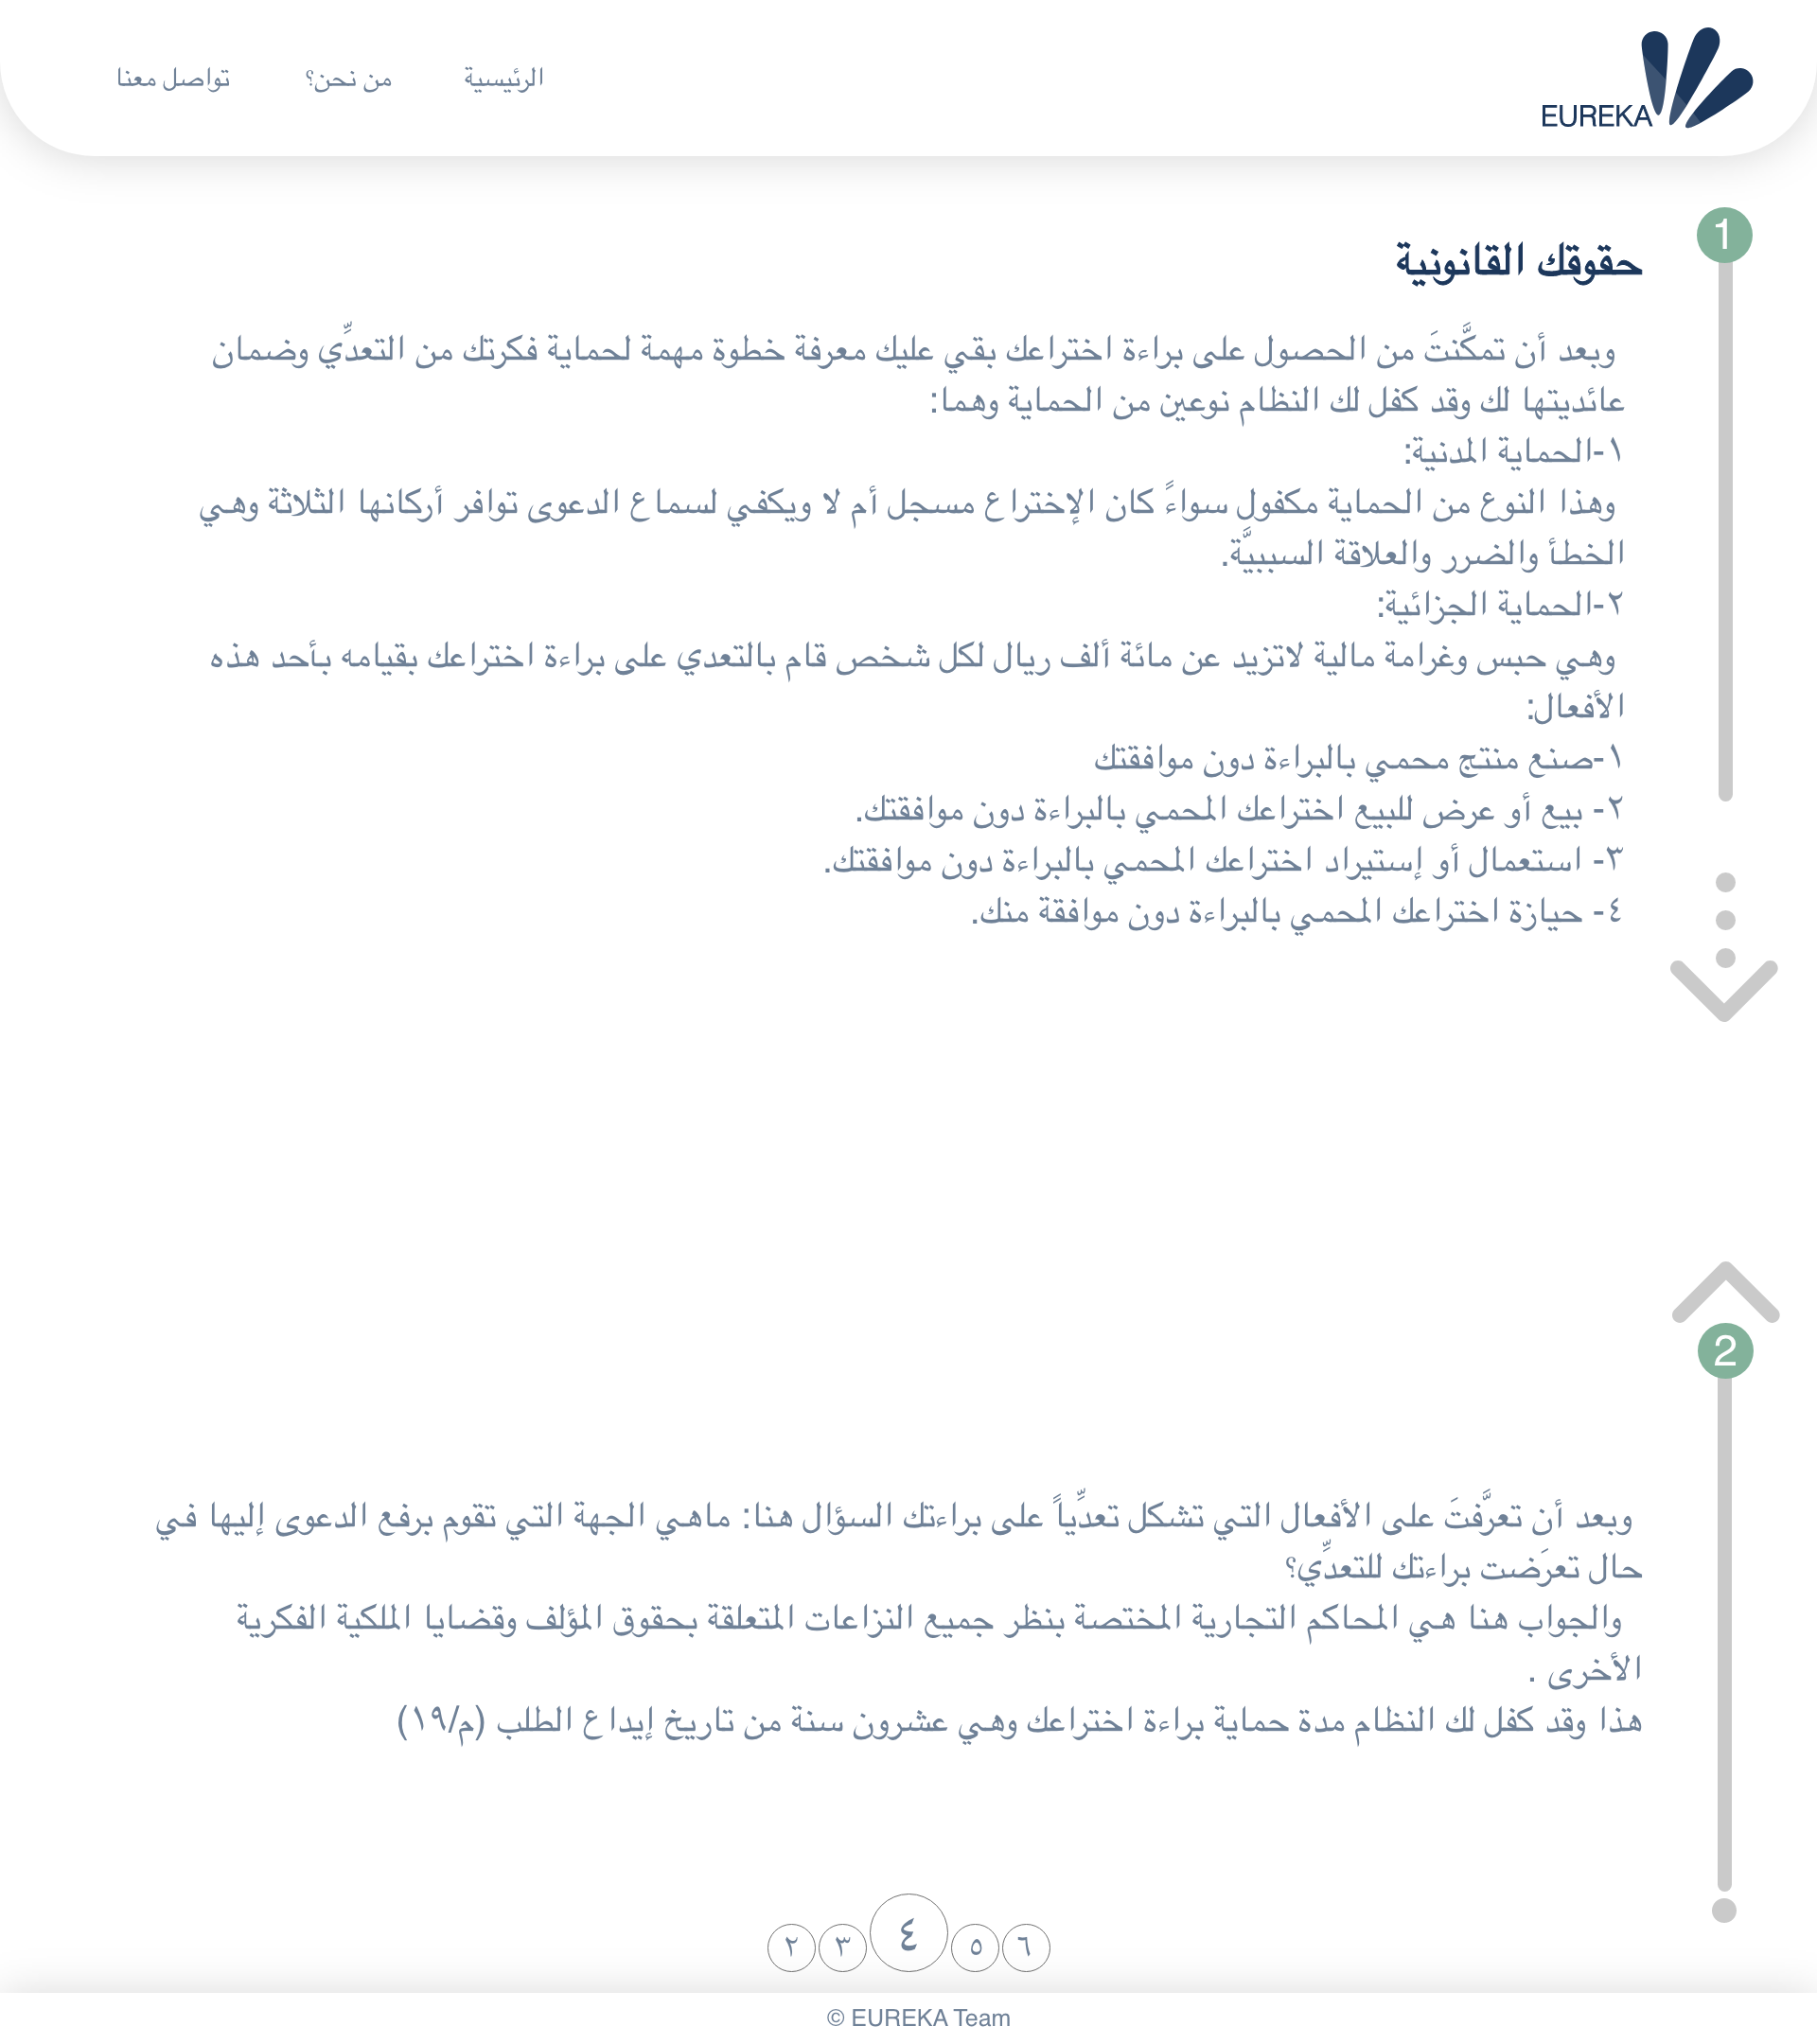 EUREKA
الرئيسية
من نحن؟
تواصل معنا
1
حقوقك القانونية
وبعد أن تمكَّنتَ من الحصول على براءة اختراعك بقي عليك معرفة خطوة مهمة لحماية فكرتك من التعدِّي وضمان
عائديتها لك وقد كفل لك النظام نوعين من الحماية وهما:
١-الحماية المدنية:
وهذا النوع من الحماية مكفول سواءً كان الإختراع مسجل أم لا ويكفي لسماع الدعوى توافر أركانها الثلاثة وهي
الخطأ والضرر والعلاقة السببيَّة.
٢-الحماية الجزائية:
وهي حبس وغرامة مالية لاتزيد عن مائة ألف ريال لكل شخص قام بالتعدي على براءة اختراعك بقيامه بأحد هذه
الأفعال:
١-صنع منتج محمي بالبراءة دون موافقتك
٢- بيع أو عرض للبيع اختراعك المحمي بالبراءة دون موافقتك.
٣- استعمال أو إستيراد اختراعك المحمي بالبراءة دون موافقتك.
٤- حيازة اختراعك المحمي بالبراءة دون موافقة منك.
2
وبعد أن تعرَّفتَ على الأفعال التي تشكل تعدِّياً على براءتك السؤال هنا: ماهي الجهة التي تقوم برفع الدعوى إليها في
حال تعرَضت براءتك للتعدِّي؟
والجواب هنا هي المحاكم التجارية المختصة بنظر جميع النزاعات المتعلقة بحقوق المؤلف وقضايا الملكية الفكرية
الأخرى .
هذا وقد كفل لك النظام مدة حماية براءة اختراعك وهي عشرون سنة من تاريخ إيداع الطلب (م/١٩)
٢ ٣ ٤ ٥ ٦
© EUREKA Team